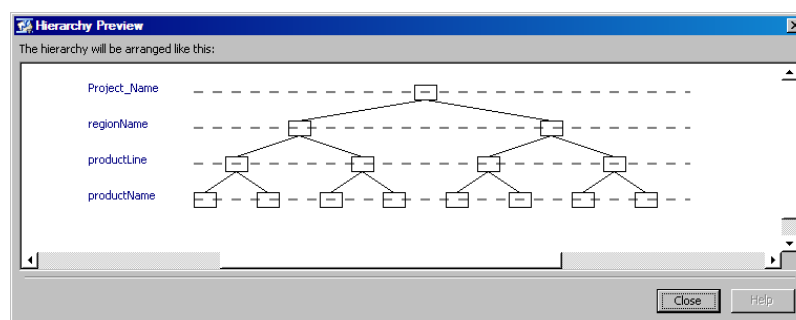 Hierarchy Preview
The hierarchy will be arranged like this:
Project_Name
regionName
productLine
productName
Close Help